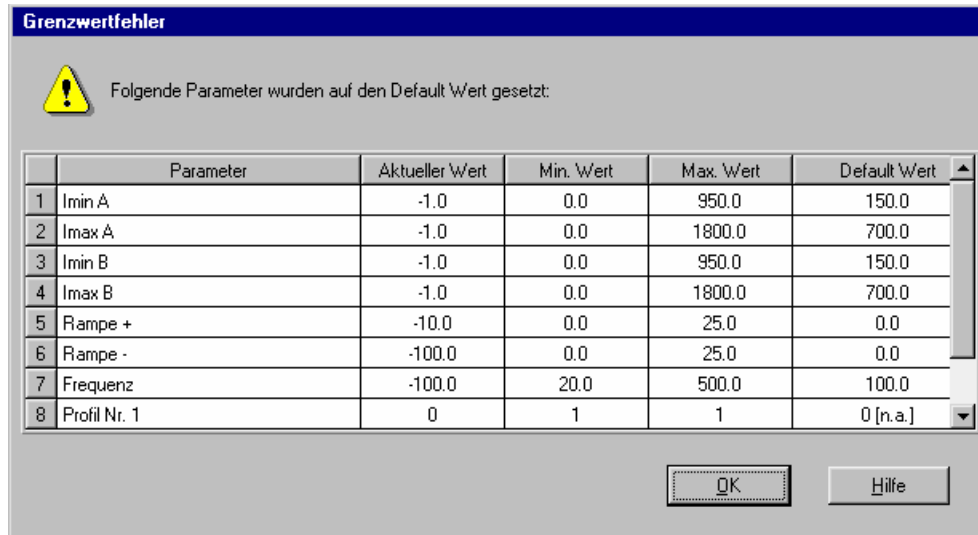 Grenzwertfehler
Folgende Parameter wurden auf den Default Wert gesetzt:
Parameter Aktueller Wert Min. Wert Max. Wert Default Wert
1 Imin A -1.0 0.0 950.0 150.0
2 Imax A -1.0 0.0 1800.0 700.0
3 Imin B -1.0 0.0 950.0 150.0
4 Imax B -1.0 0.0 1800.0 700.0
5 Rampe + -10.0 0.0 25.0 0.0
6 Rampe - -100.0 0.0 25.0 0.0
7 Frequenz -100.0 20.0 500.0 100.0
8 Profil Nr. 1 0 1 1 0 [n.a.]
OK Hilfe